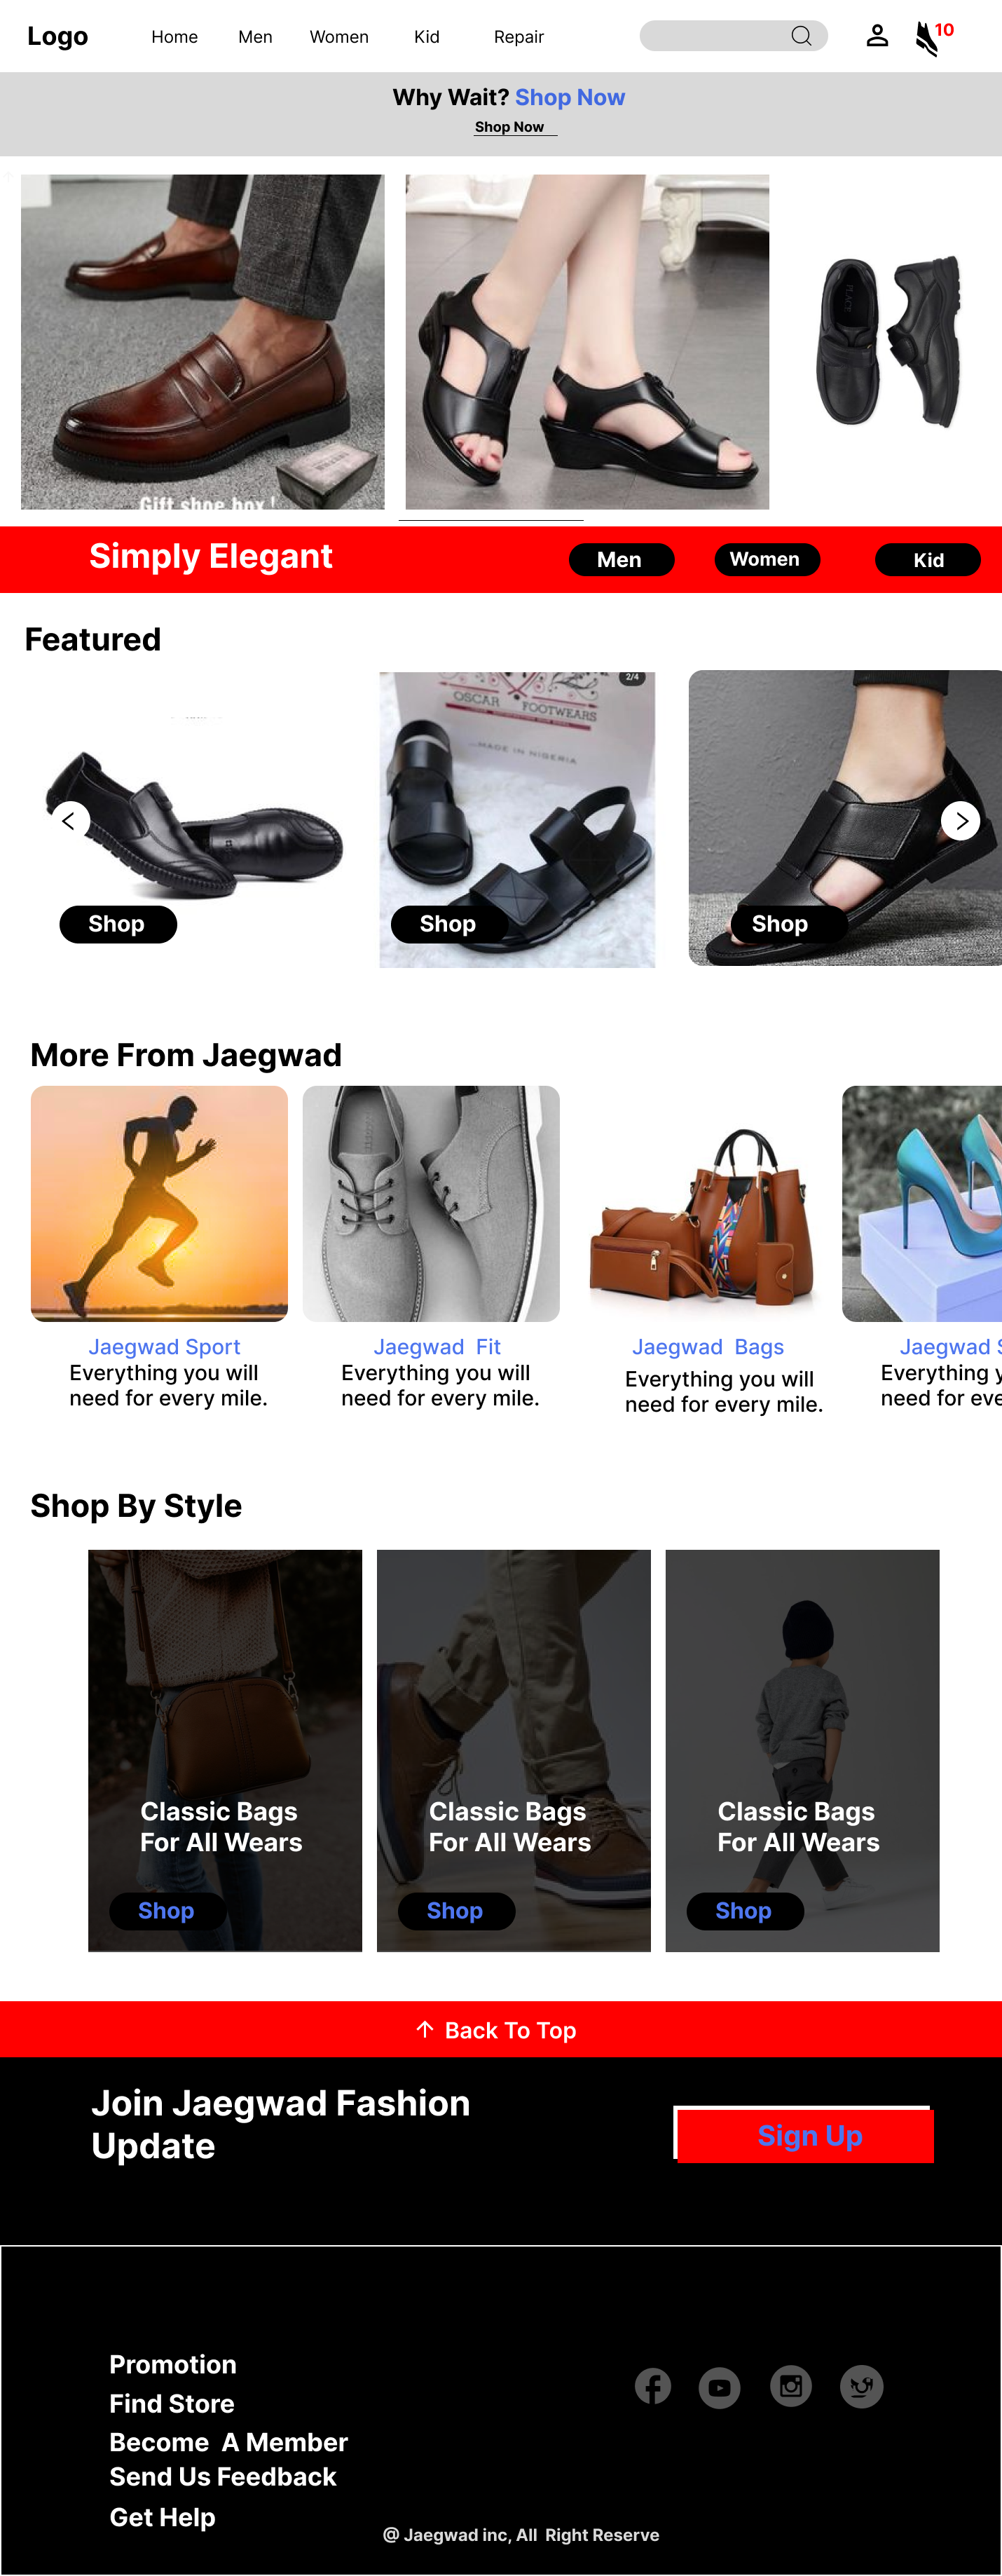 Logo
Home
Men
Women
Kid
Repair
10
Why Wait? Shop Now
Shop Now
Gift shoe box !
Simply Elegant
Men
Women
Kid
Featured
2/4
OSCAR FOOTWEARS
...MADE IN NIGERIA
Shop
Shop
Shop
More From Jaegwad
Jaegwad Sport
Everything you will
need for every mile.
Jaegwad  Fit
Everything you will
need for every mile.
Jaegwad  Bags
Everything you will
need for every mile.
Jaegwad S
Everything y
need for eve
Shop By Style
Classic Bags
For All Wears
Shop
Classic Bags
For All Wears
Shop
Classic Bags
For All Wears
Shop
Back To Top
Join Jaegwad Fashion
Update
Sign Up
Promotion
Find Store
Become  A Member
Send Us Feedback
Get Help
@ Jaegwad inc, All  Right Reserve